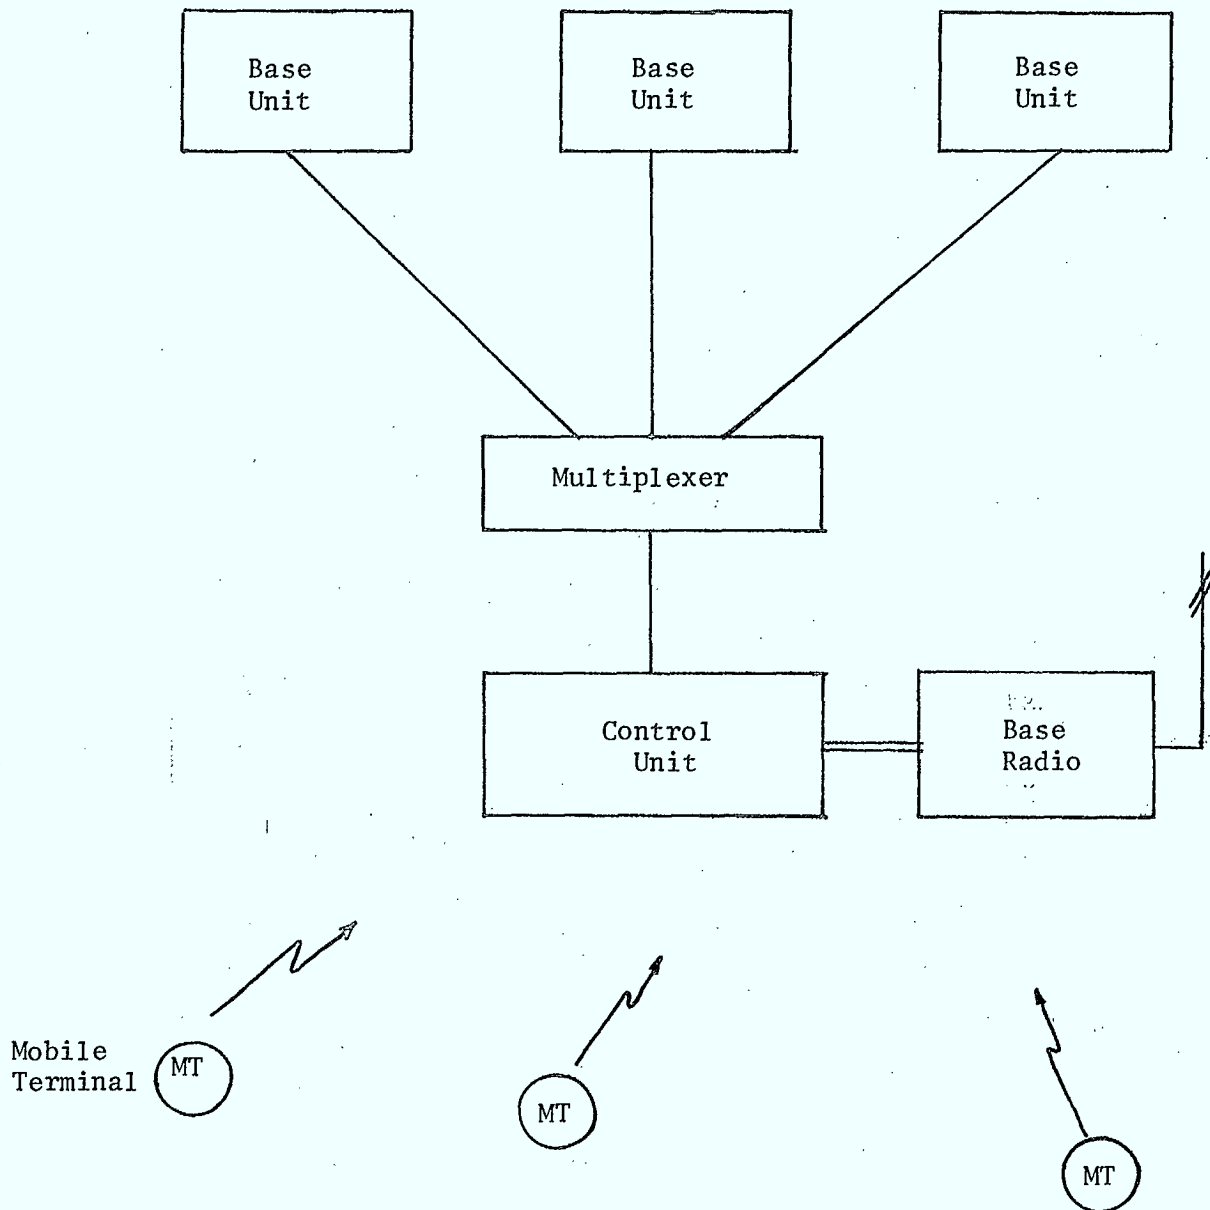 Base
Unit
Base
Unit
Base
Unit
Multiplexer
Control
Unit
Base
Radio
Mobile
Terminal
MT
MT
MT